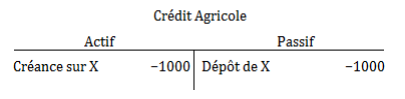 Crédit Agricole
Actif Passif
Créance sur X −1000 Dépôt de X −1000